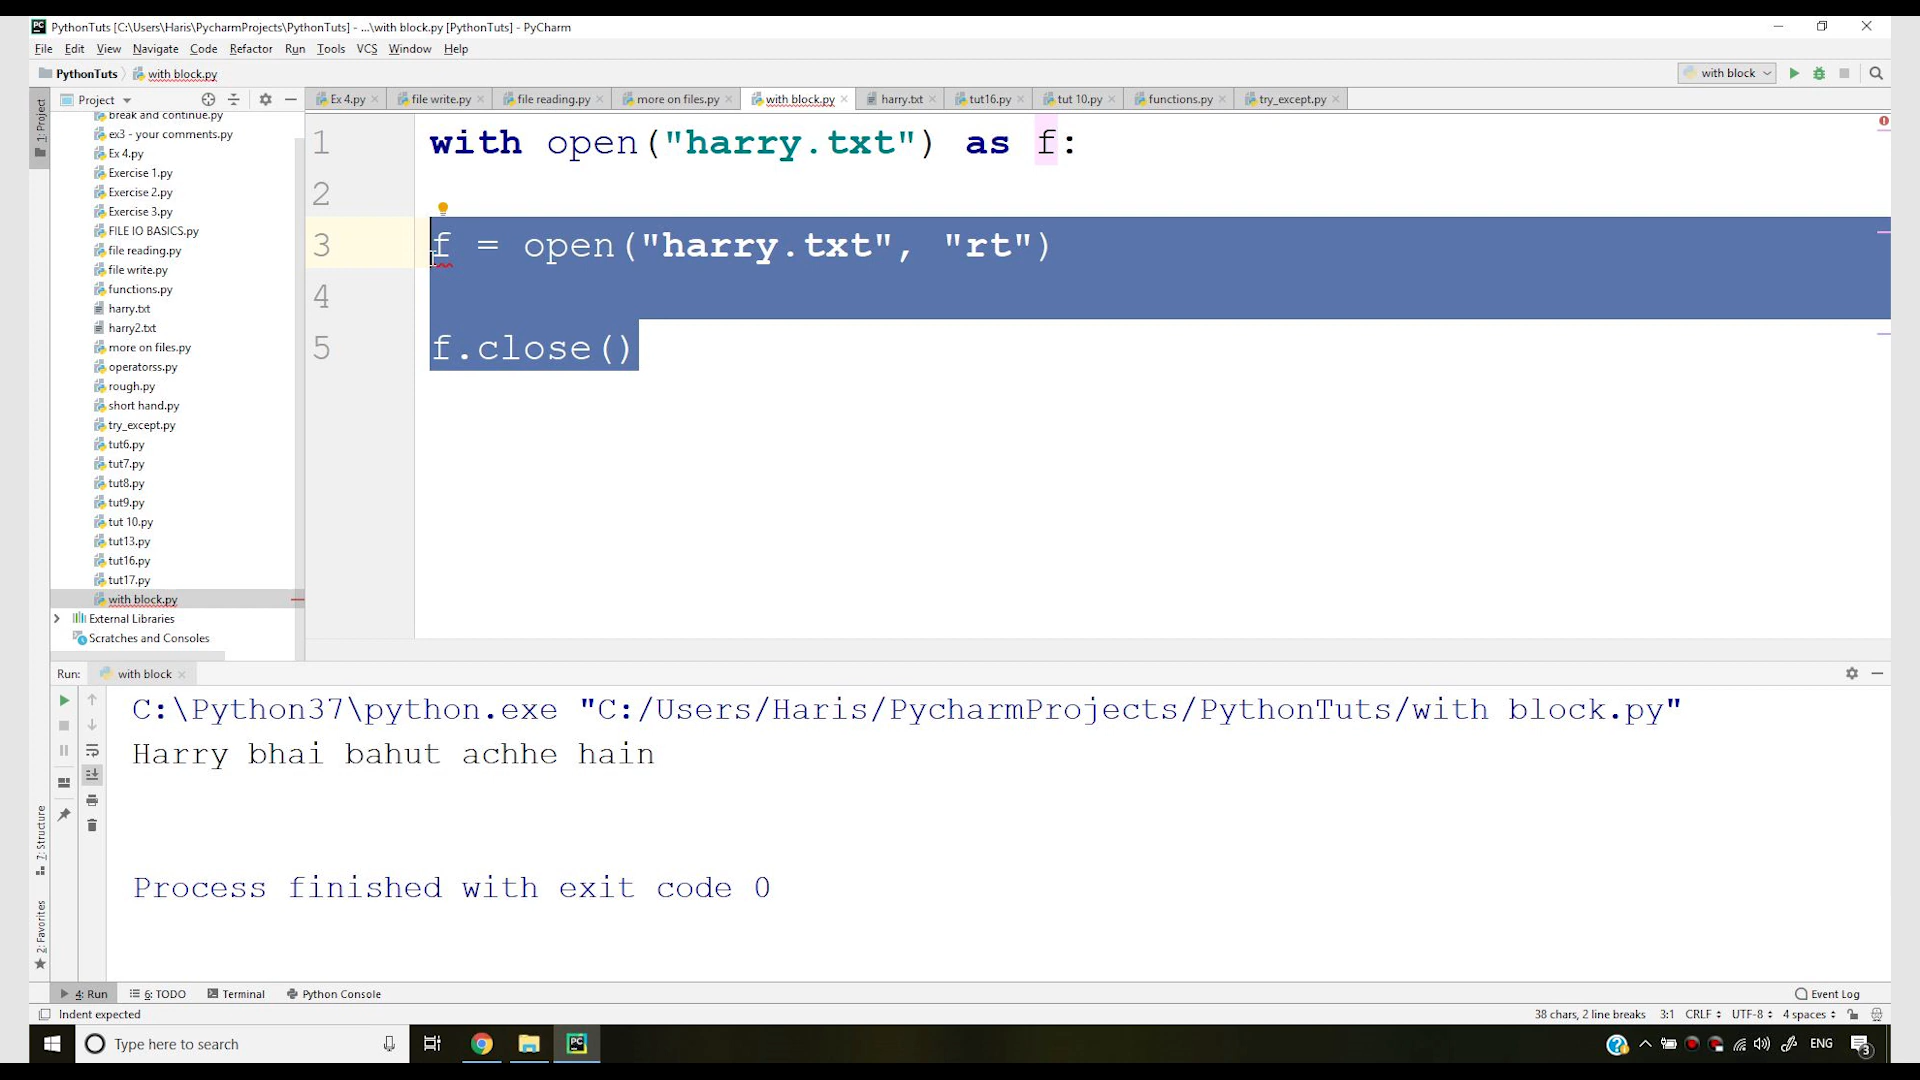 PythonTuts [C:\Users\Haris\PycharmProjects\PythonTuts] - ...\with block.py [PythonTuts] - PyCharm
File Edit View Navigate Code Refactor Run Tools VCS Window Help
PythonTuts with block.py
with block
1: Project
Project
Ex 4.py
file write.py
file reading.py
more on files.py
with block.py
harry.txt
tut16.py
tut 10.py
functions.py
try_except.py
break and continue.py
ex3 - your comments.py
Ex 4.py
Exercise 1.py
Exercise 2.py
Exercise 3.py
FILE IO BASICS.py
file reading.py
file write.py
functions.py
harry.txt
harry2.txt
more on files.py
operatorss.py
rough.py
short hand.py
try_except.py
tut6.py
tut7.py
tut8.py
tut9.py
tut 10.py
tut13.py
tut16.py
tut17.py
with block.py
External Libraries
Scratches and Consoles
1 with open("harry.txt") as f:
2
3 f = open("harry.txt", "rt")
4
5 f.close()
Run: with block
C:\Python37\python.exe "C:/Users/Haris/PycharmProjects/PythonTuts/with block.py"
Harry bhai bahut achhe hain
Process finished with exit code 0
7: Structure
2: Favorites
4: Run 6: TODO Terminal Python Console Event Log
Indent expected 38 chars, 2 line breaks 3:1 CRLF UTF-8 4 spaces
Type here to search ENG 3